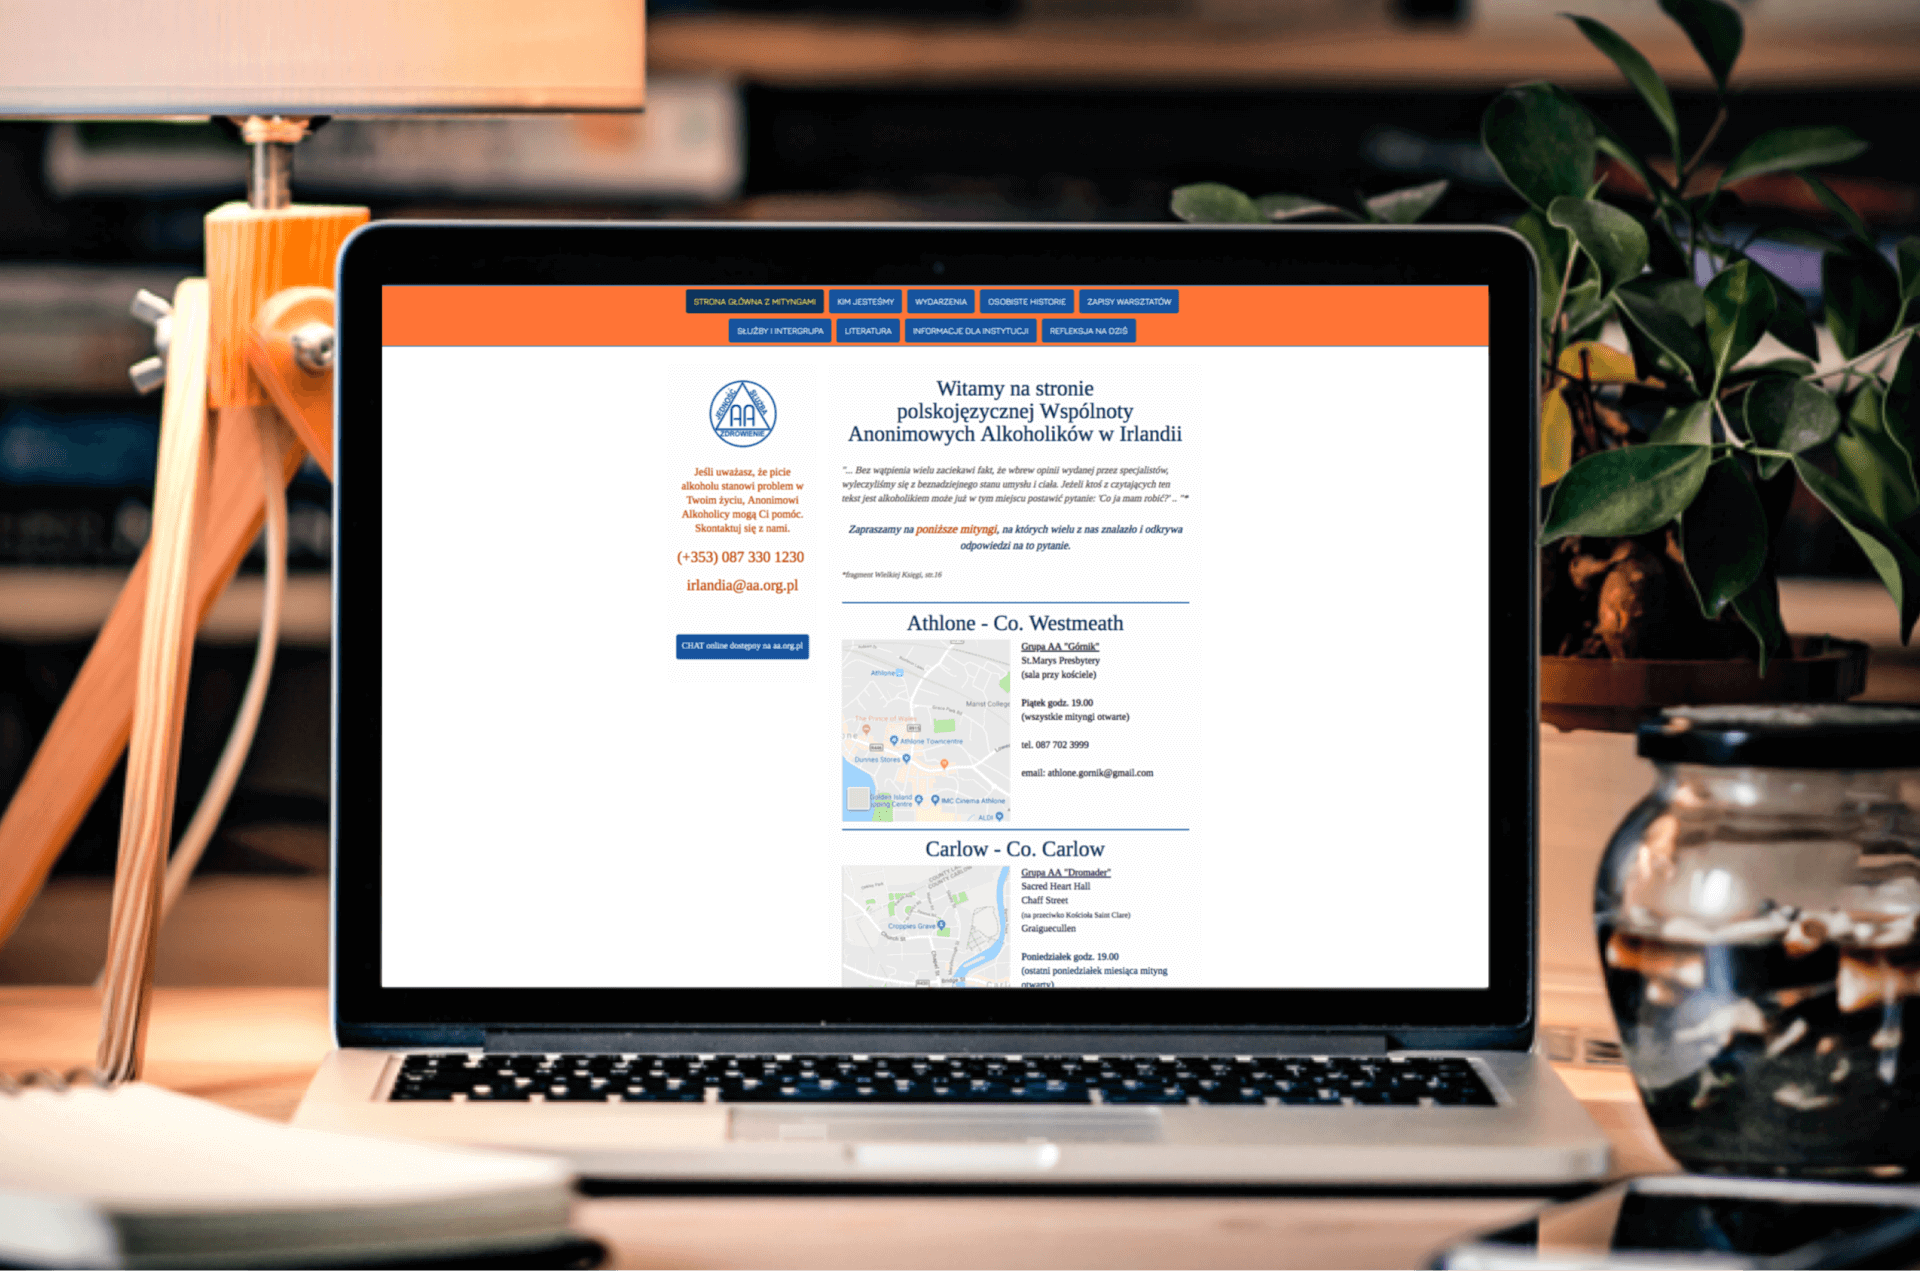 STRONA GŁÓWNA Z MITYNGAMI
KIM JESTEŚMY
WYDARZENIA
OSOBISTE HISTORIE
ZAPISY WARSZTATÓW
SŁUŻBY I INTERGRUPA
LITERATURA
INFORMACJE DLA INSTYTUCJI
REFLEKSJA NA DZIŚ
JEDNOŚĆ
SŁUŻBA
AA
ZDROWIENIE
Jeśli uważasz, że picie
alkoholu stanowi problem w
Twoim życiu, Anonimowi
Alkoholicy mogą Ci pomóc.
Skontaktuj się z nami.
(+353) 087 330 1230
irlandia@aa.org.pl
CHAT online dostępny na aa.org.pl
Witamy na stronie
polskojęzycznej Wspólnoty
Anonimowych Alkoholików w Irlandii
"... Bez wątpienia wielu zaciekawi fakt, że wbrew opinii wydanej przez specjalistów,
wyleczyliśmy się z beznadziejnego stanu umysłu i ciała. Jeżeli ktoś z czytających ten
tekst jest alkoholikiem może już w tym miejscu postawić pytanie: 'Co ja mam robić?' .. "*
Zapraszamy na poniższe mityngi, na których wielu z nas znalazło i odkrywa
odpowiedzi na to pytanie.
*fragment Wielkiej Księgi, str.16
Athlone - Co. Westmeath
Athlone
Marist College
The Prince of Wales
Athlone Towncentre
Dunnes Stores
Golden Island
IMC Cinema Athlone
ALDI
Grupa AA "Górnik"
St.Marys Presbytery
(sala przy kościele)
Piątek godz. 19.00
(wszystkie mityngi otwarte)
tel. 087 702 3999
email: athlone.gornik@gmail.com
Carlow - Co. Carlow
COUNTY CARLOW
Croppies Grave
Church St
Chapel St
Bridge St
Grupa AA "Dromader"
Sacred Heart Hall
Chaff Street
(na przeciwko Kościoła Saint Clare)
Graiguecullen
Poniedziałek godz. 19.00
(ostatni poniedziałek miesiąca mityng
otwarty)